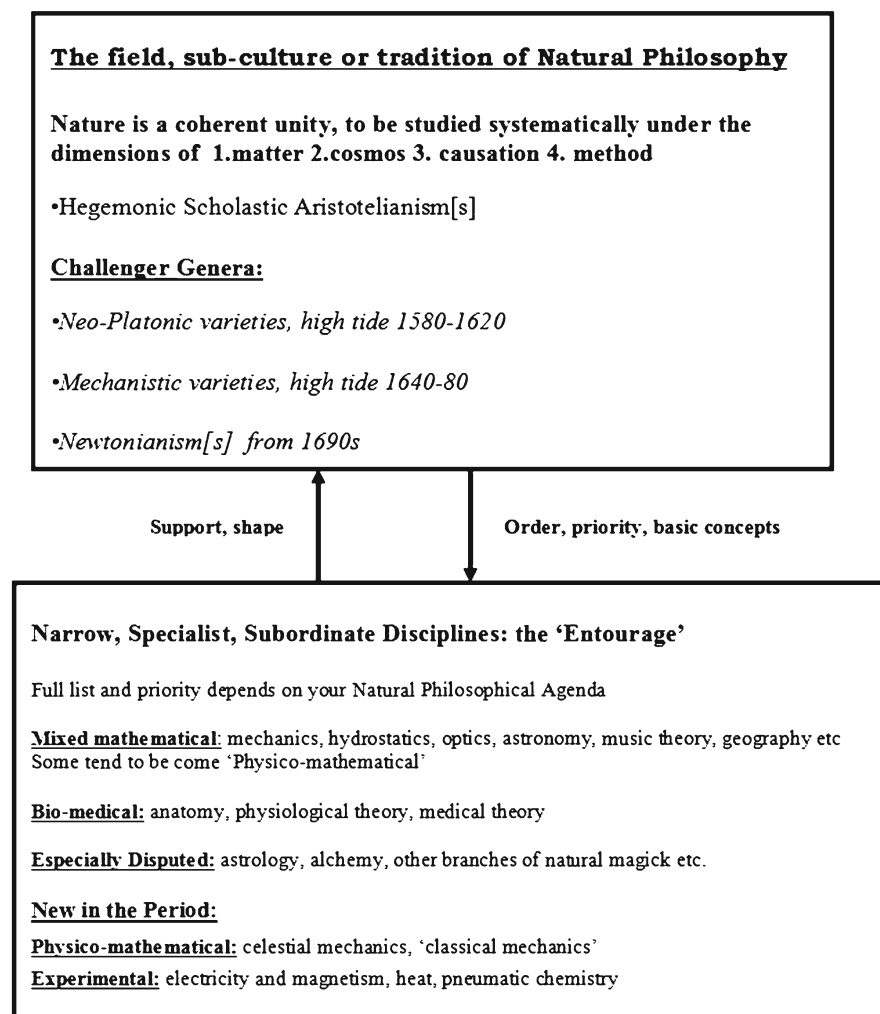 The field, sub-culture or tradition of Natural Philosophy
Nature is a coherent unity, to be studied systematically under the
dimensions of 1.matter 2.cosmos 3. causation 4. method
•Hegemonic Scholastic Aristotelianism[s]
Challenger Genera:
•Neo-Platonic varieties, high tide 1580-1620
•Mechanistic varieties, high tide 1640-80
•Newtonianism[s] from 1690s
Support, shape
Order, priority, basic concepts
Narrow, Specialist, Subordinate Disciplines: the ‘Entourage’
Full list and priority depends on your Natural Philosophical Agenda
Mixed mathematical: mechanics, hydrostatics, optics, astronomy, music theory, geography etc
Some tend to be come ‘Physico-mathematical’
Bio-medical: anatomy, physiological theory, medical theory
Especially Disputed: astrology, alchemy, other branches of natural magick etc.
New in the Period:
Physico-mathematical: celestial mechanics, ‘classical mechanics’
Experimental: electricity and magnetism, heat, pneumatic chemistry